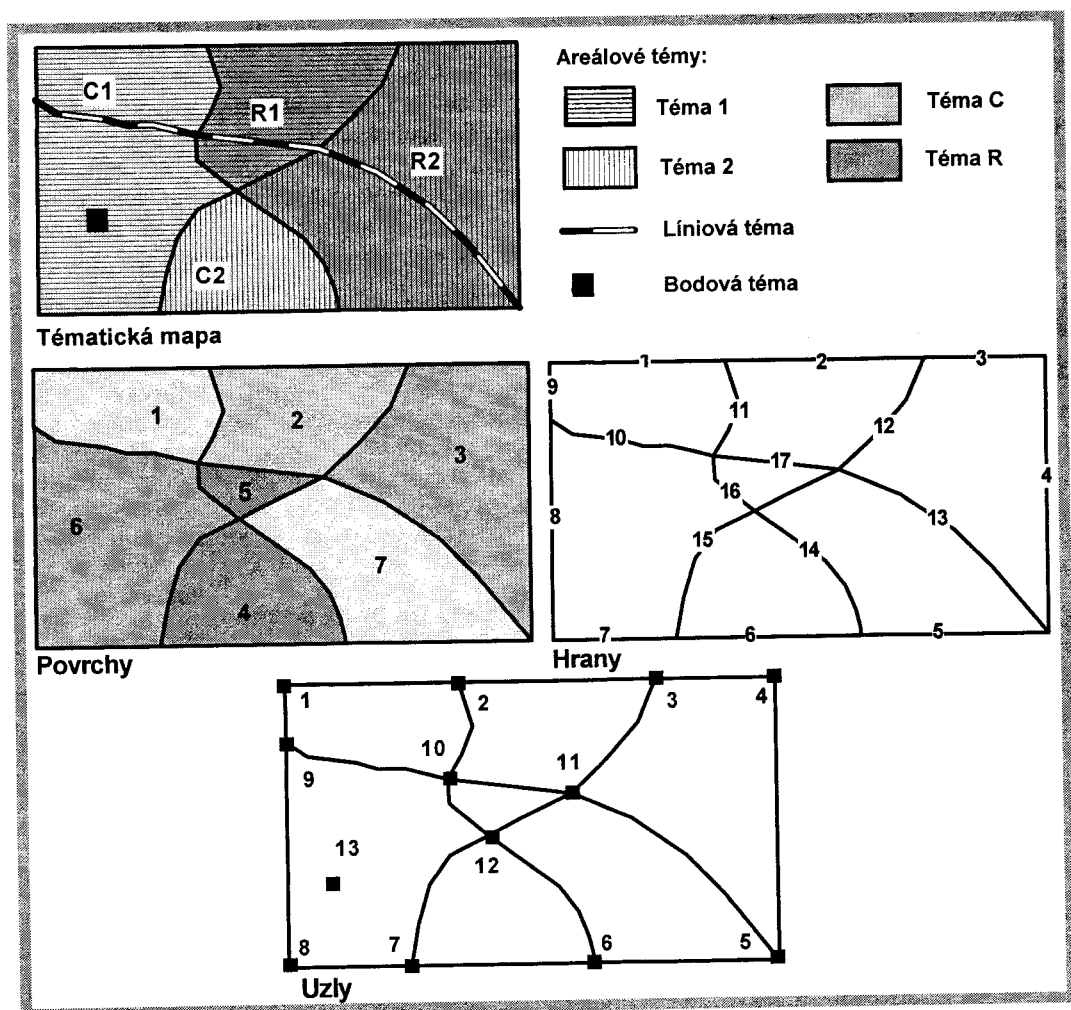 Areálové témy:
Téma 1
Téma C
Téma 2
Téma R
Líniová téma
Bodová téma
C1
R1
R2
C2
Tématická mapa
1
2
3
5
6
7
4
Povrchy
1
2
3
9
11
12
10
17
4
16
8
13
15
14
7
6
5
Hrany
1
2
3
4
10
11
9
13
12
8
7
6
5
Uzly